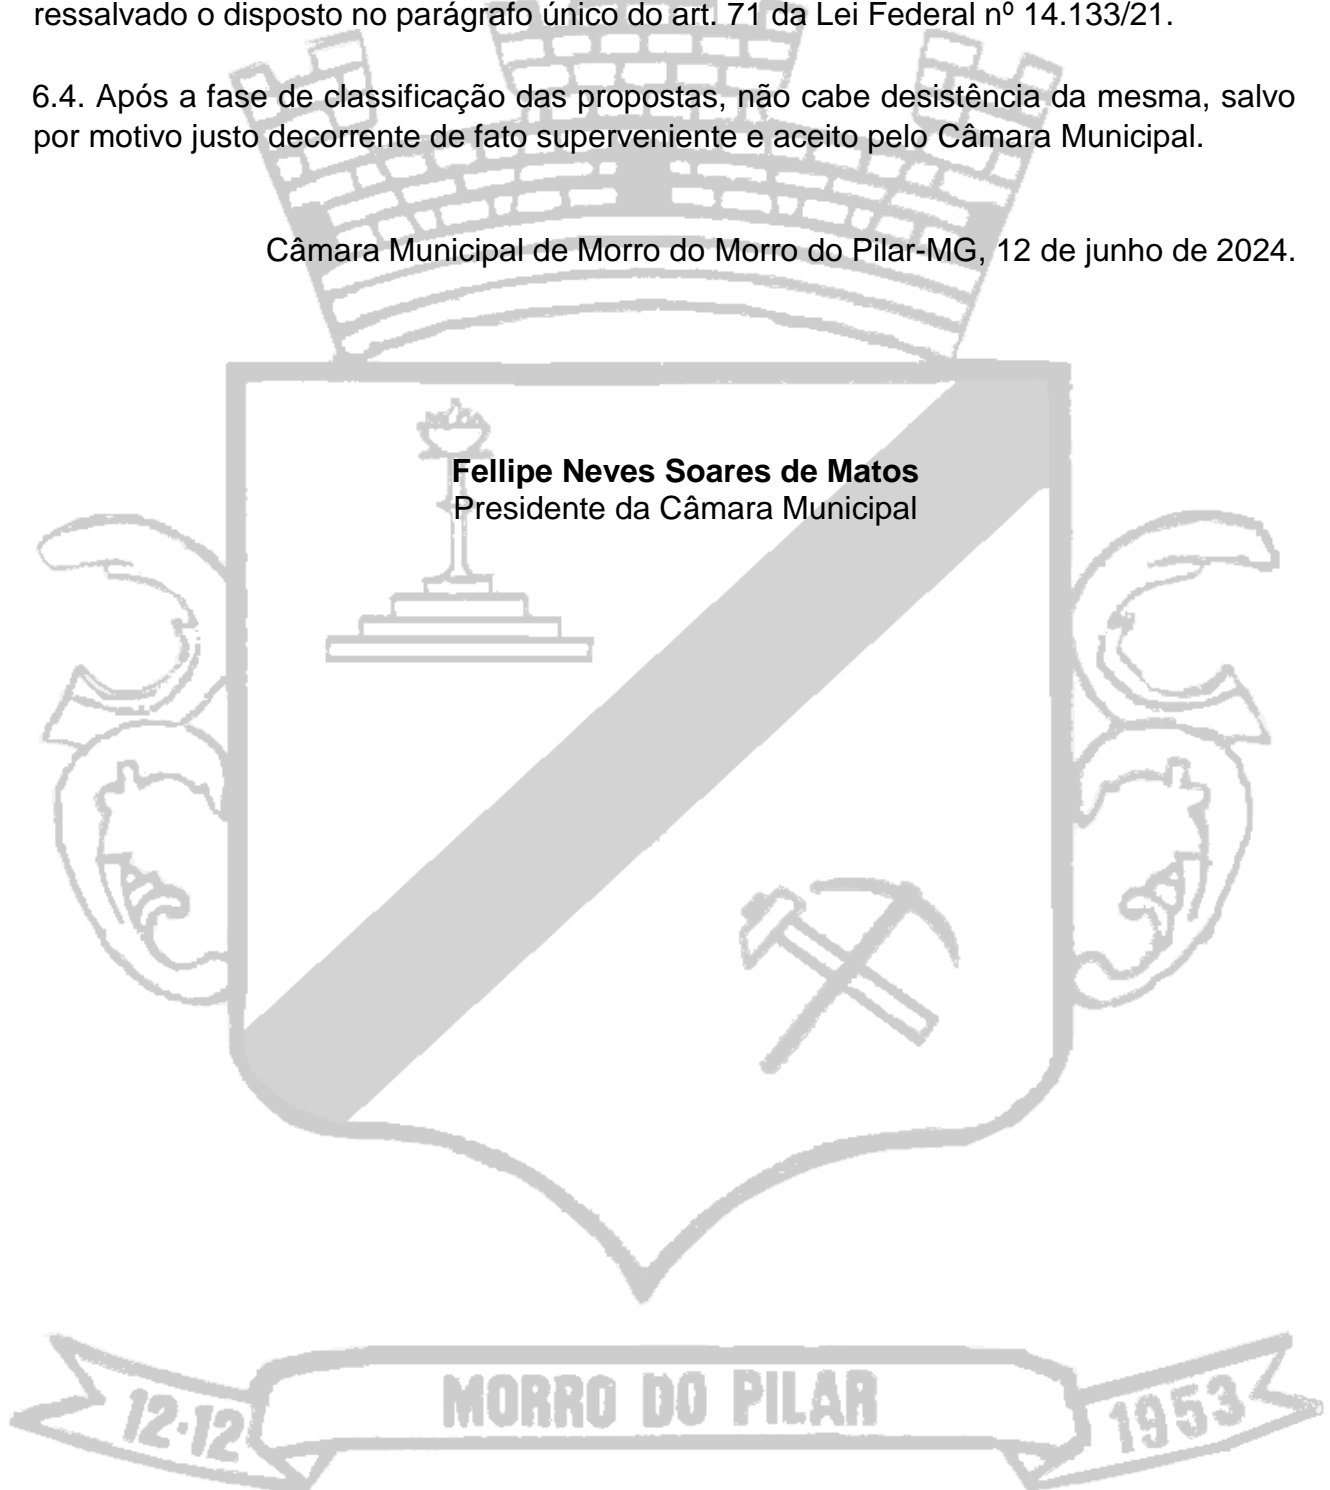 ressalvado o disposto no parágrafo único do art. 71 da Lei Federal nº 14.133/21.
6.4. Após a fase de classificação das propostas, não cabe desistência da mesma, salvo
por motivo justo decorrente de fato superveniente e aceito pelo Câmara Municipal.
Câmara Municipal de Morro do Morro do Pilar-MG, 12 de junho de 2024.
Fellipe Neves Soares de Matos
Presidente da Câmara Municipal
12-12
MORRO DO PILAR
1953